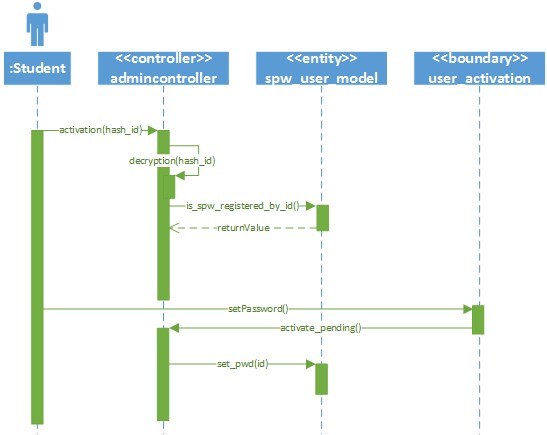 :Student
<<controller>>
admincontroller
<<entity>>
spw_user_model
<<boundary>>
user_activation
activation(hash_id)
decryption(hash_id)
is_spw_registered_by_id()
returnValue
setPassword()
activate_pending()
set_pwd(id)